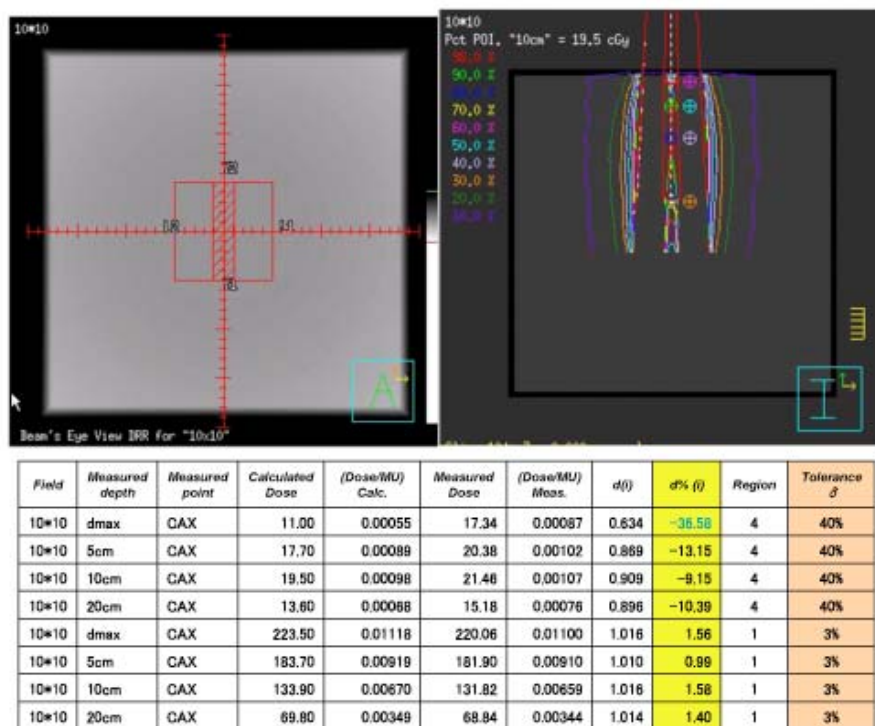 10*10
Beam's Eye View DRR for "10x10"
A
10*10
Pct POI, "10cm" = 19.5 cGy
90.0 %
70.0 %
60.0 %
50.0 %
40.0 %
30.0 %
20.0 %
I
Field Measured depth Measured point Calculated Dose (Dose/MU) Calc. Measured Dose (Dose/MU) Meas. d(i) d% (i) Region Tolerance δ
10*10 dmax CAX 11.00 0.00055 17.34 0.00087 0.634 -36.58 4 40%
10*10 5cm CAX 17.70 0.00089 20.38 0.00102 0.869 -13.15 4 40%
10*10 10cm CAX 19.50 0.00098 21.46 0.00107 0.909 -9.15 4 40%
10*10 20cm CAX 13.60 0.00068 15.18 0.00076 0.896 -10.39 4 40%
10*10 dmax CAX 223.50 0.01118 220.06 0.01100 1.016 1.56 1 3%
10*10 5cm CAX 183.70 0.00919 181.90 0.00910 1.010 0.99 1 3%
10*10 10cm CAX 133.90 0.00670 131.82 0.00659 1.016 1.58 1 3%
10*10 20cm CAX 69.80 0.00349 68.84 0.00344 1.014 1.40 1 3%